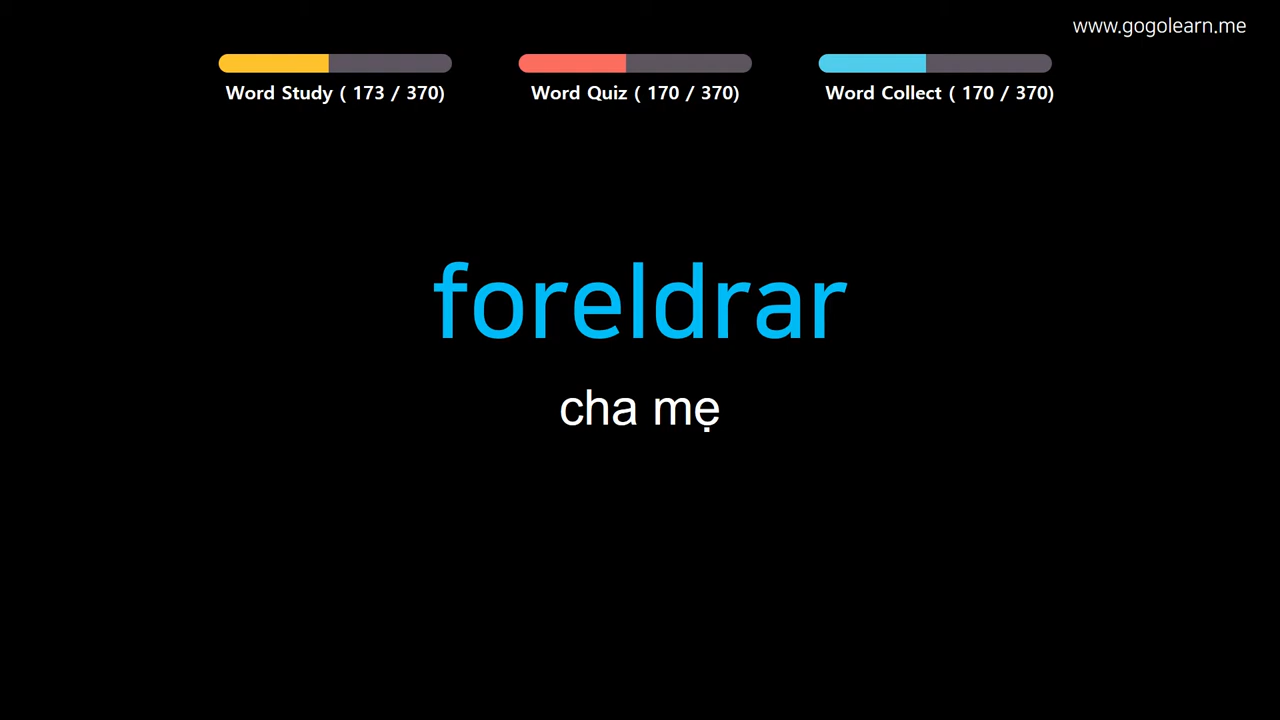 www.gogolearn.me
Word Study ( 173 / 370)
Word Quiz ( 170 / 370)
Word Collect ( 170 / 370)
foreldrar
cha mẹ